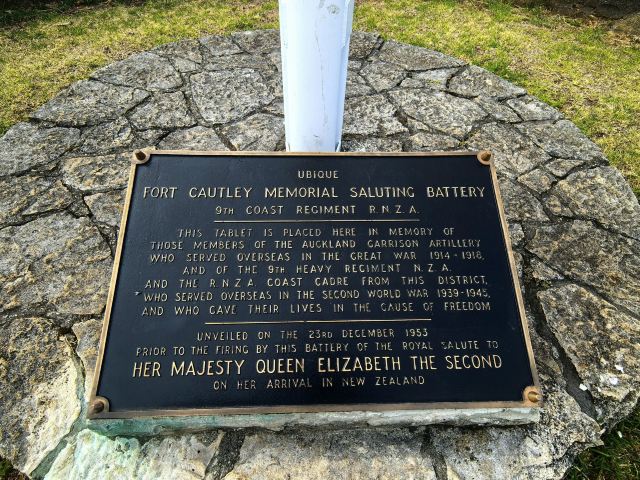 UBIQUE
FORT CAUTLEY MEMORIAL SALUTING BATTERY
9TH COAST REGIMENT R.N.Z.A.
THIS TABLET IS PLACED HERE IN MEMORY OF
THOSE MEMBERS OF THE AUCKLAND GARRISON ARTILLERY
WHO SERVED OVERSEAS IN THE GREAT WAR 1914-1918,
AND OF THE 9TH HEAVY REGIMENT N.Z.A.
AND THE R.N.Z.A. COAST CADRE FROM THIS DISTRICT,
WHO SERVED OVERSEAS IN THE SECOND WORLD WAR 1939-1945,
AND WHO GAVE THEIR LIVES IN THE CAUSE OF FREEDOM
UNVEILED ON THE 23RD DECEMBER 1953
PRIOR TO THE FIRING BY THIS BATTERY OF THE ROYAL SALUTE TO
HER MAJESTY QUEEN ELIZABETH THE SECOND
ON HER ARRIVAL IN NEW ZEALAND